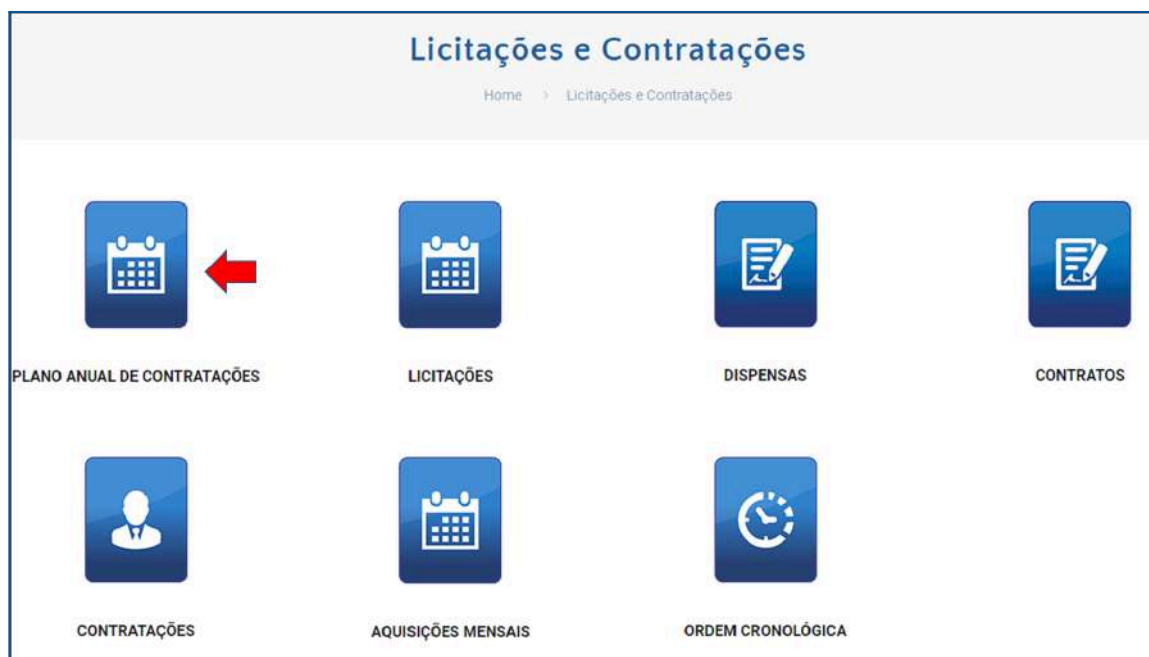 Licitações e Contratações
Home > Licitações e Contratações
PLANO ANUAL DE CONTRATAÇÕES
LICITAÇÕES
DISPENSAS
CONTRATOS
CONTRATAÇÕES
AQUISIÇÕES MENSAIS
ORDEM CRONOLÓGICA